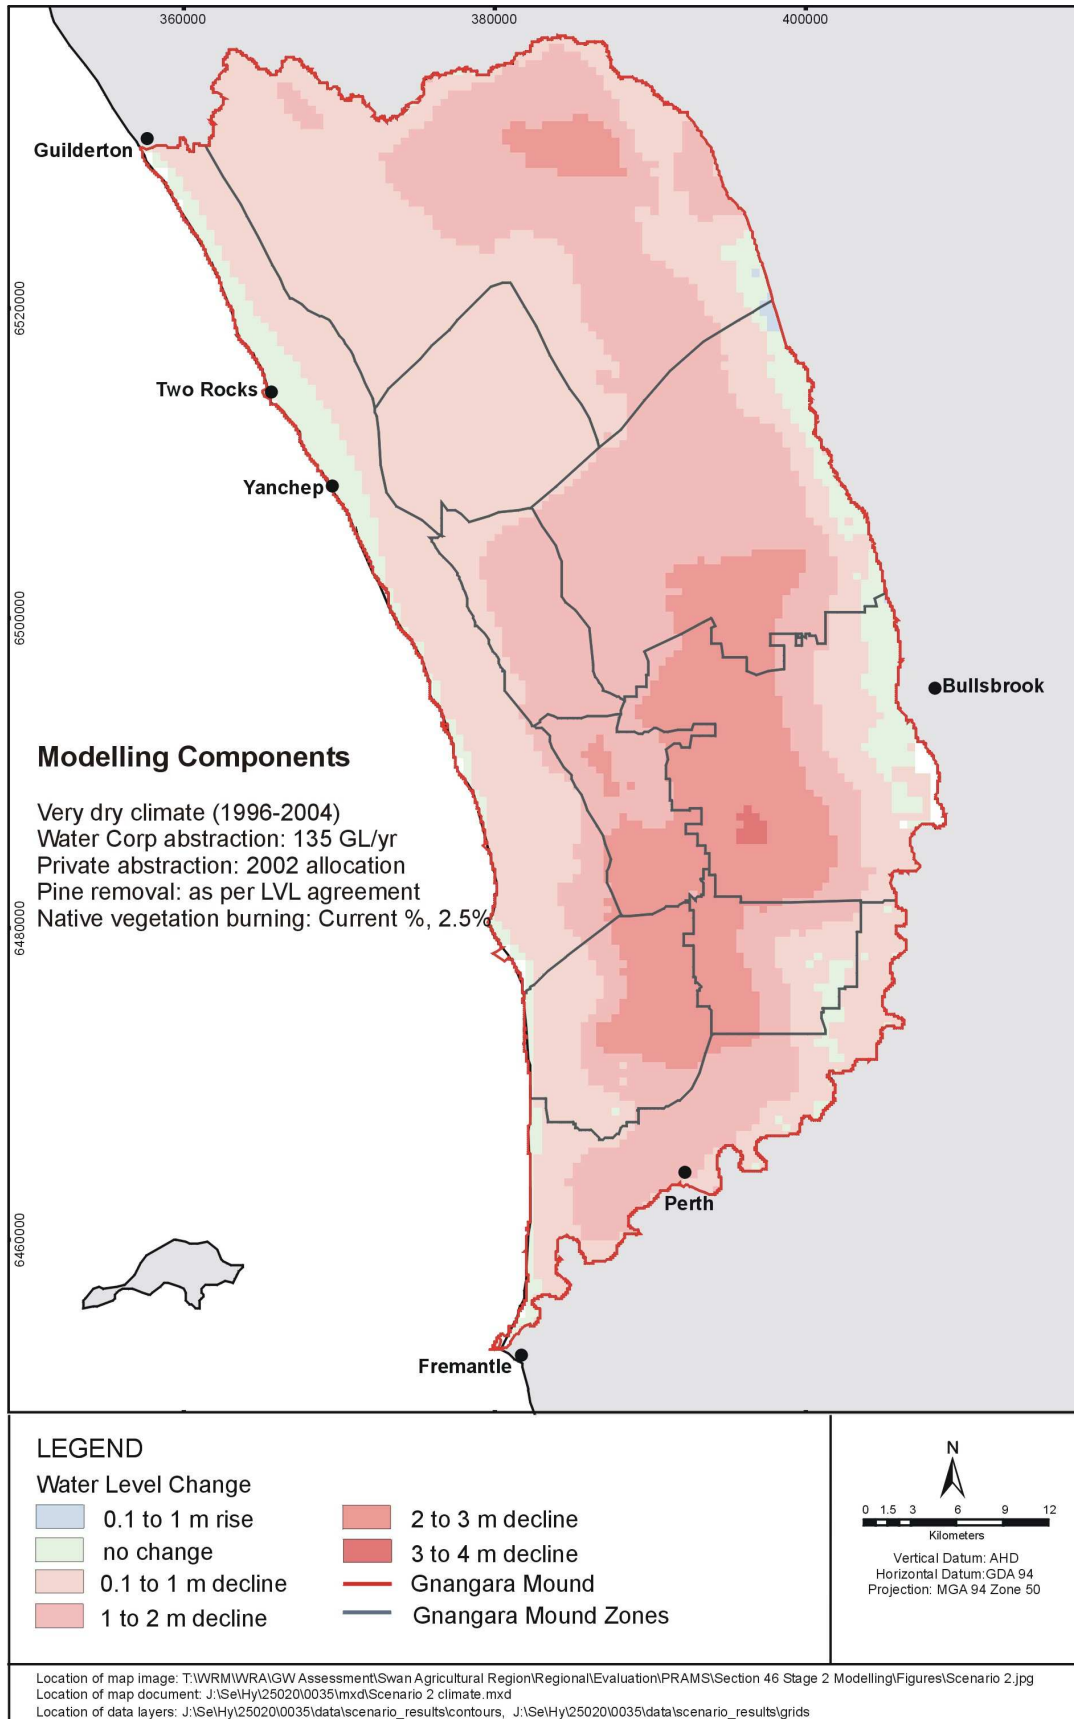 360000 380000 400000
Guilderton
6520000
Two Rocks
Yanchep
6500000
Bullsbrook
Modelling Components
Very dry climate (1996-2004)
Water Corp abstraction: 135 GL/yr
Private abstraction: 2002 allocation
Pine removal: as per LVL agreement
Native vegetation burning: Current %, 2.5%
6480000
Perth
6460000
Fremantle
LEGEND
Water Level Change
0.1 to 1 m rise
no change
0.1 to 1 m decline
1 to 2 m decline
2 to 3 m decline
3 to 4 m decline
Gnangara Mound
Gnangara Mound Zones
N
0 1.5 3 6 9 12
Kilometers
Vertical Datum: AHD
Horizontal Datum:GDA 94
Projection: MGA 94 Zone 50
Location of map image: T:\WRM\WRA\GW Assessment\Swan Agricultural Region\Regional\Evaluation\PRAMS\Section 46 Stage 2 Modelling\Figures\Scenario 2.jpg
Location of map document: J:\Se\Hy\25020\0035\mxd\Scenario 2 climate.mxd
Location of data layers: J:\Se\Hy\25020\0035\data\scenario_results\contours, J:\Se\Hy\25020\0035\data\scenario_results\grids